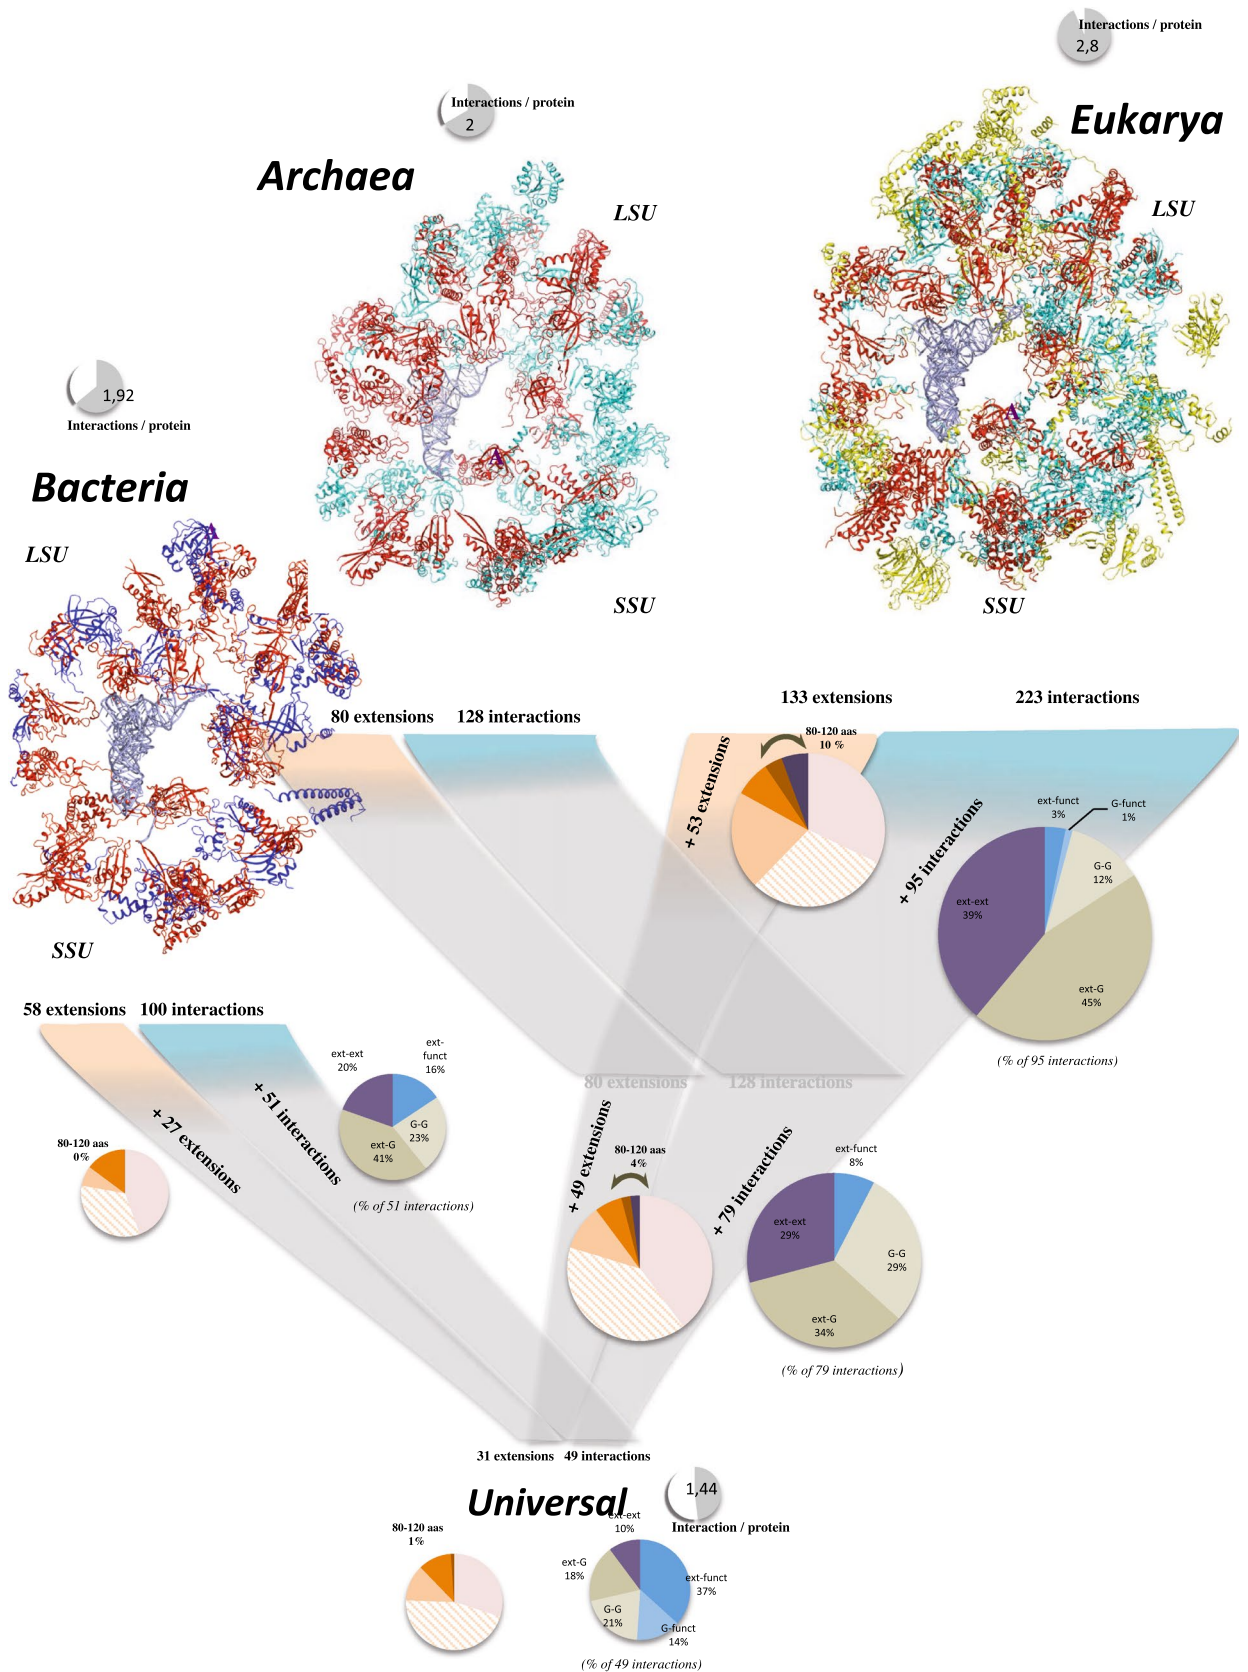 Interactions / protein
2,8
Eukarya
LSU
Interactions / protein
2
Archaea
LSU
A
A
SSU
SSU
1,92
Interactions / protein
Bacteria
LSU
A
SSU
80 extensions
128 interactions
133 extensions
223 interactions
+ 53 extensions
80-120 aas
10 %
+ 95 interactions
ext-funct
3%
G-funct
1%
G-G
12%
ext-ext
39%
ext-G
45%
(% of 95 interactions)
58 extensions
100 interactions
+ 27 extensions
80-120 aas
0%
+ 51 interactions
ext-ext
20%
ext-
funct
16%
G-G
23%
ext-G
41%
(% of 51 interactions)
80 extensions
128 interactions
+ 49 extensions
80-120 aas
4%
+ 79 interactions
ext-funct
8%
ext-ext
29%
G-G
29%
ext-G
34%
(% of 79 interactions)
31 extensions
49 interactions
Universal
1,44
Interaction / protein
80-120 aas
1%
ext-ext
10%
ext-G
18%
ext-funct
37%
G-G
21%
G-funct
14%
(% of 49 interactions)